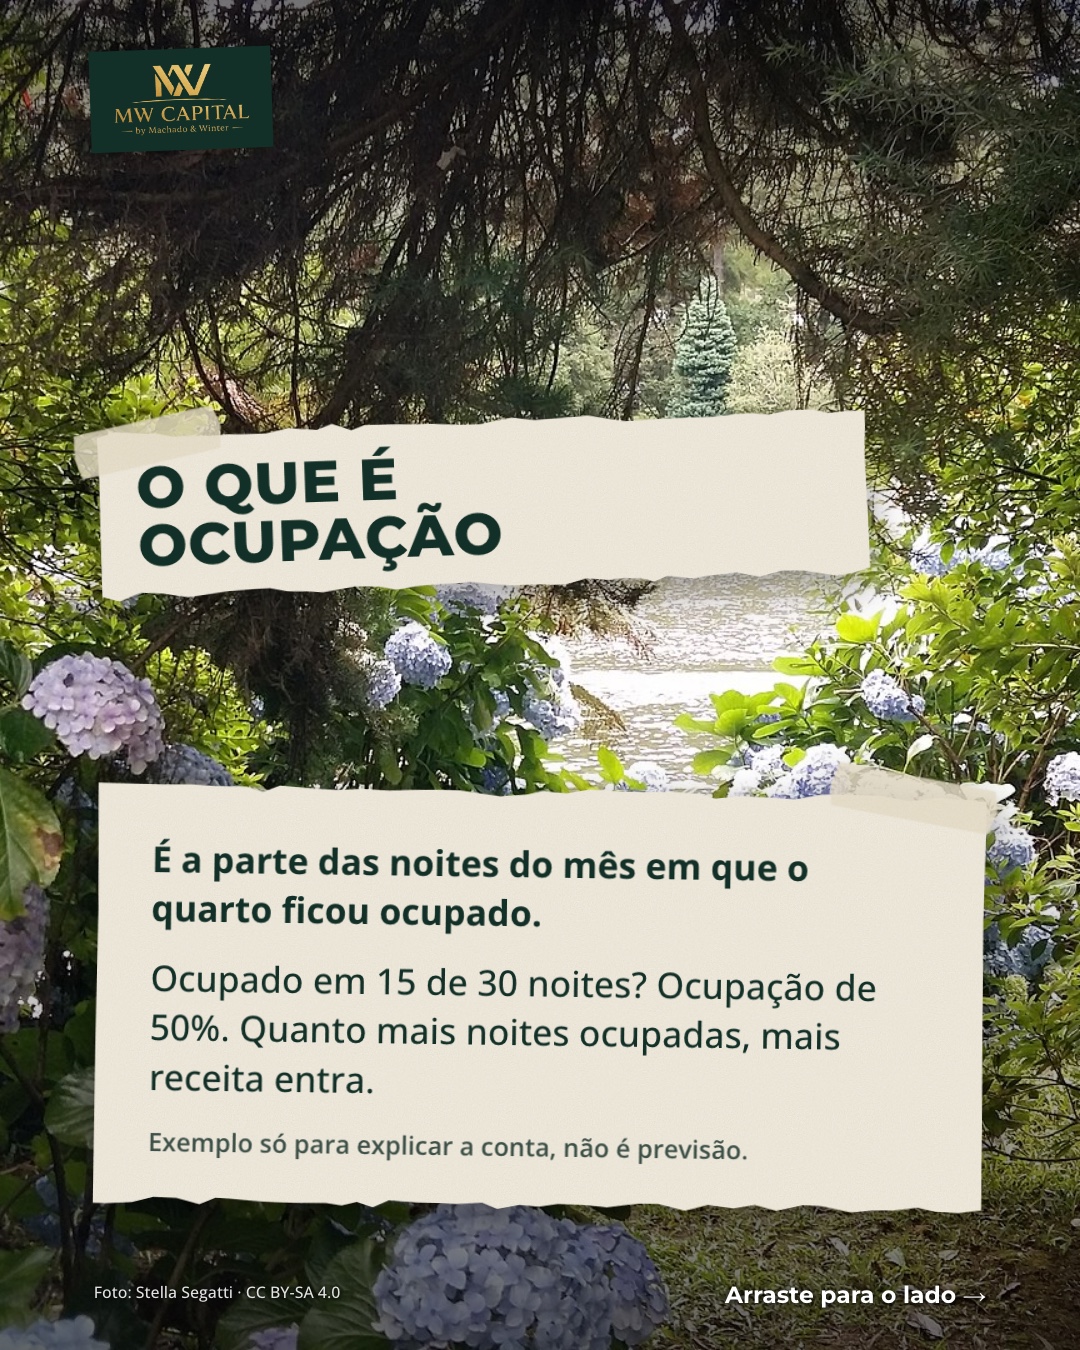 MW CAPITAL
by Machado & Winter
O QUE É
OCUPAÇÃO
É a parte das noites do mês em que o
quarto ficou ocupado.
Ocupado em 15 de 30 noites? Ocupação de
50%. Quanto mais noites ocupadas, mais
receita entra.
Exemplo só para explicar a conta, não é previsão.
Foto: Stella Segatti · CC BY-SA 4.0
Arraste para o lado →